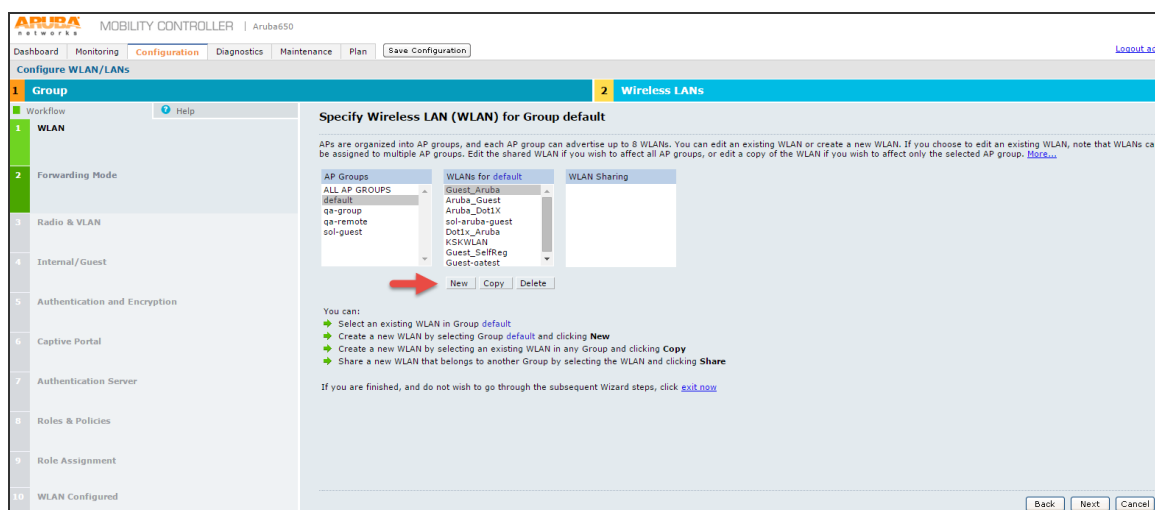 ARUBA networks MOBILITY CONTROLLER | Aruba650
Dashboard Monitoring Configuration Diagnostics Maintenance Plan Save Configuration Logout
Configure WLAN/LANs
1 Group 2 Wireless LANs
Workflow ? Help
1 WLAN
2 Forwarding Mode
3 Radio & VLAN
4 Internal/Guest
5 Authentication and Encryption
6 Captive Portal
7 Authentication Server
8 Roles & Policies
9 Role Assignment
10 WLAN Configured
Specify Wireless LAN (WLAN) for Group default
APs are organized into AP groups, and each AP group can advertise up to 8 WLANs. You can edit an existing WLAN or create a new WLAN. If you choose to edit an existing WLAN, note that WLANs ca
be assigned to multiple AP groups. Edit the shared WLAN if you wish to affect all AP groups, or edit a copy of the WLAN if you wish to affect only the selected AP group. More...
AP Groups
ALL AP GROUPS
default
qa-group
qa-remote
sol-guest
WLANs for default
Guest_Aruba
Aruba_Guest
Aruba_Dot1X
sol-aruba-guest
Dot1x_Aruba
KSKWLAN
Guest_SelfReg
Guest-qatest
WLAN Sharing
New Copy Delete
You can:
Select an existing WLAN in Group default
Create a new WLAN by selecting Group default and clicking New
Create a new WLAN by selecting an existing WLAN in any Group and clicking Copy
Share a new WLAN that belongs to another Group by selecting the WLAN and clicking Share
If you are finished, and do not wish to go through the subsequent Wizard steps, click exit now
Back Next Cancel